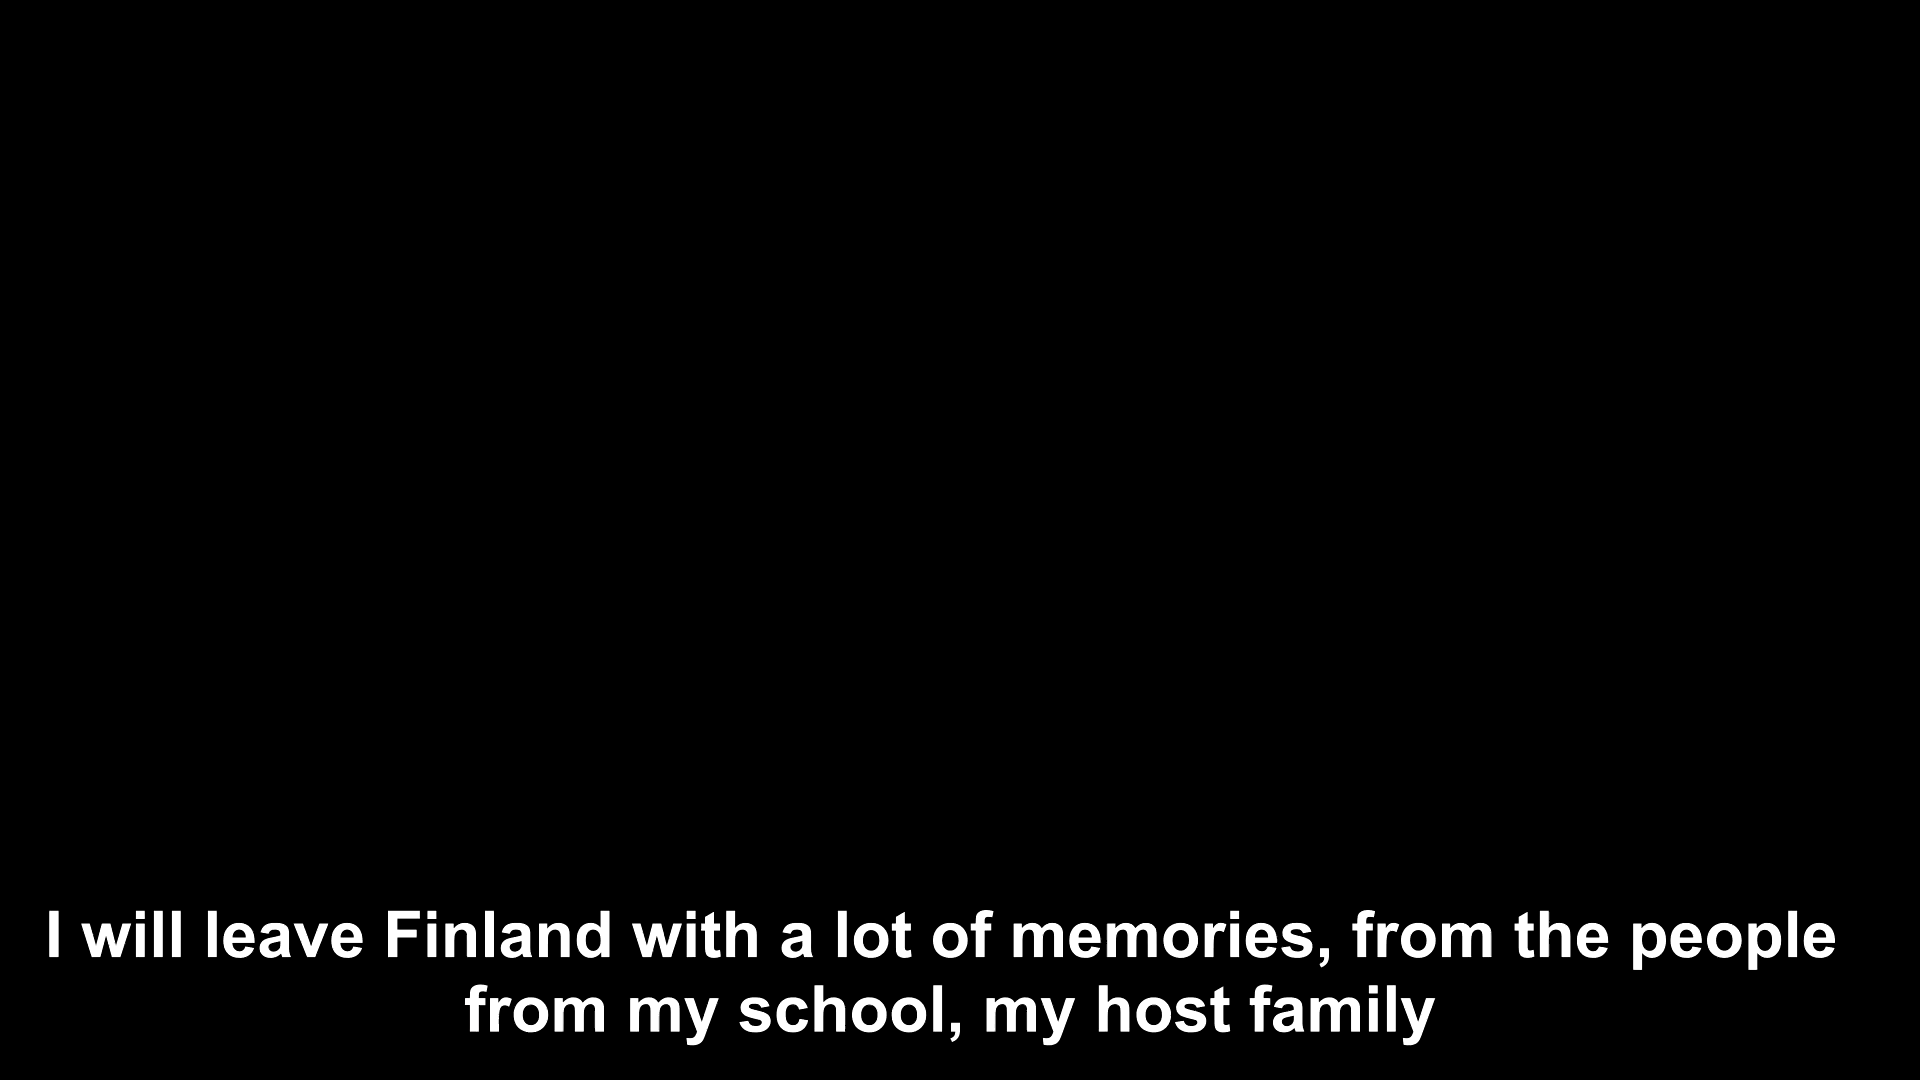 I will leave Finland with a lot of memories, from the people
from my school, my host family